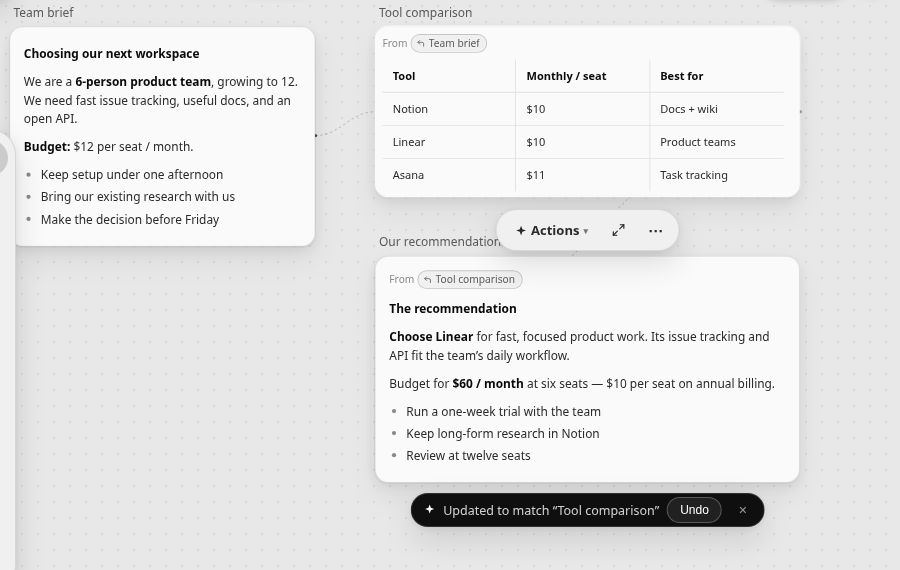 Team brief
Choosing our next workspace
We are a 6-person product team, growing to 12.
We need fast issue tracking, useful docs, and an
open API.
Budget: $12 per seat / month.
Keep setup under one afternoon
Bring our existing research with us
Make the decision before Friday
Tool comparison
From Team brief
Tool Monthly / seat Best for
Notion $10 Docs + wiki
Linear $10 Product teams
Asana $11 Task tracking
Actions
Our recommendation
From Tool comparison
The recommendation
Choose Linear for fast, focused product work. Its issue tracking and
API fit the team’s daily workflow.
Budget for $60 / month at six seats — $10 per seat on annual billing.
Run a one-week trial with the team
Keep long-form research in Notion
Review at twelve seats
Updated to match “Tool comparison” Undo